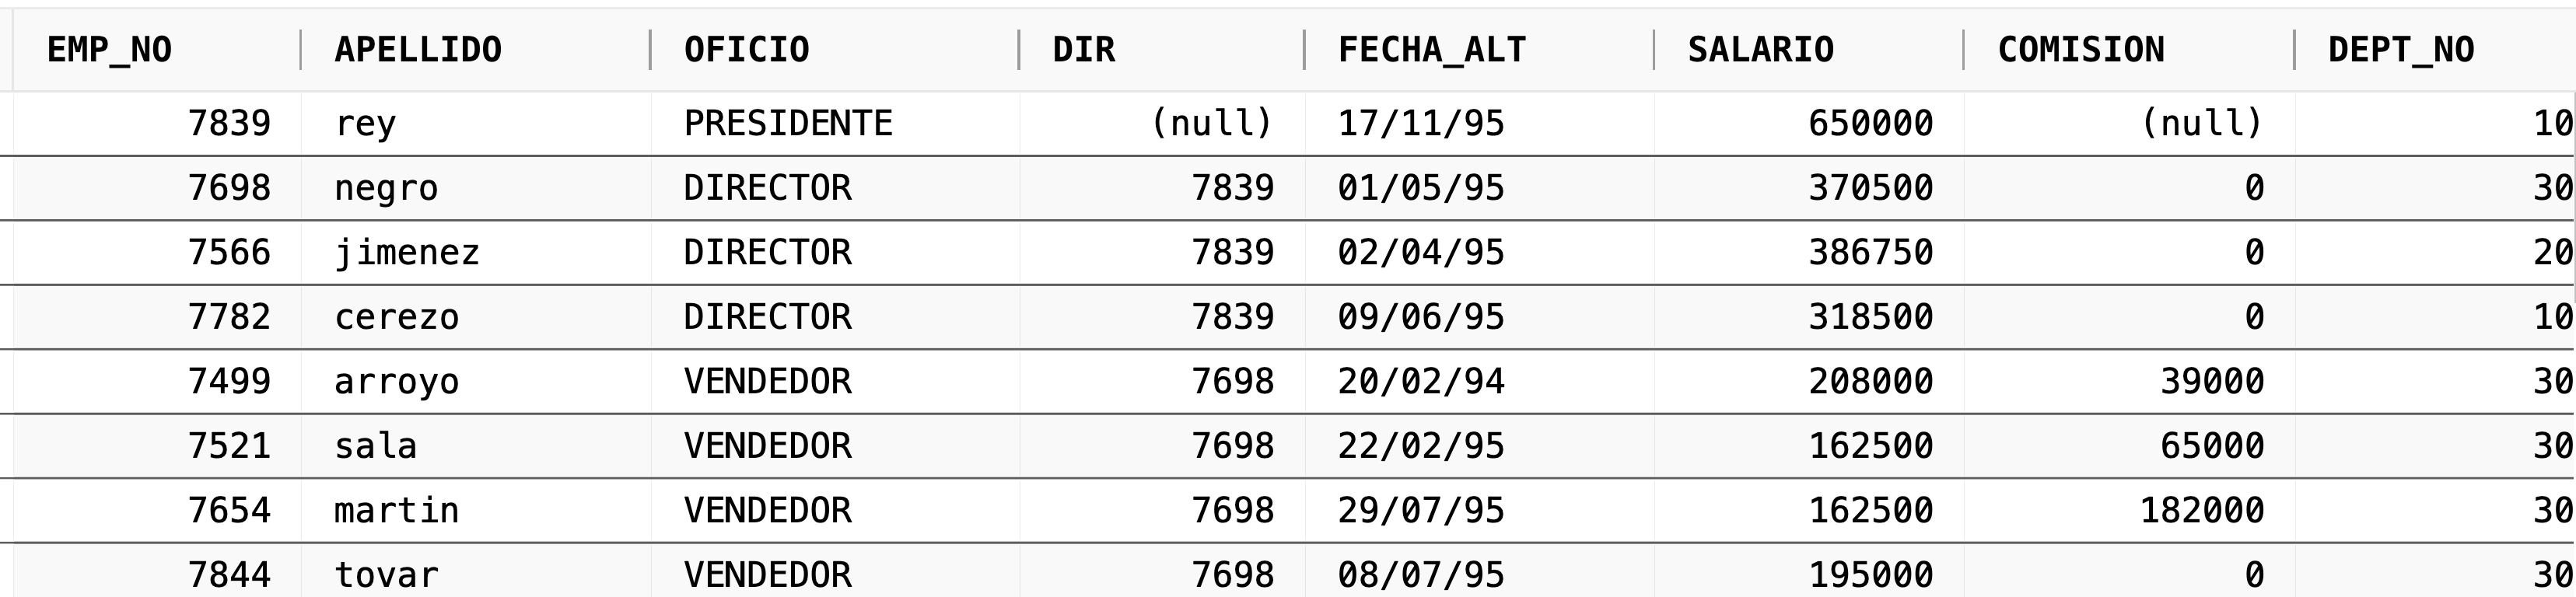 EMP_NO APELLIDO OFICIO DIR FECHA_ALT SALARIO COMISION DEPT_NO
7839 rey PRESIDENTE (null) 17/11/95 650000 (null) 10
7698 negro DIRECTOR 7839 01/05/95 370500 0 30
7566 jimenez DIRECTOR 7839 02/04/95 386750 0 20
7782 cerezo DIRECTOR 7839 09/06/95 318500 0 10
7499 arroyo VENDEDOR 7698 20/02/94 208000 39000 30
7521 sala VENDEDOR 7698 22/02/95 162500 65000 30
7654 martin VENDEDOR 7698 29/07/95 162500 182000 30
7844 tovar VENDEDOR 7698 08/07/95 195000 0 30